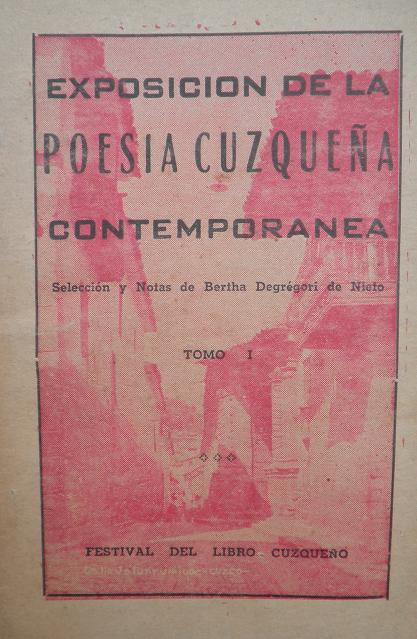 EXPOSICION DE LA
POESIA CUZQUEÑA
CONTEMPORANEA
Selección y Notas de Bertha Degrégori de Nieto
TOMO I
FESTIVAL DEL LIBRO CUZQUEÑO